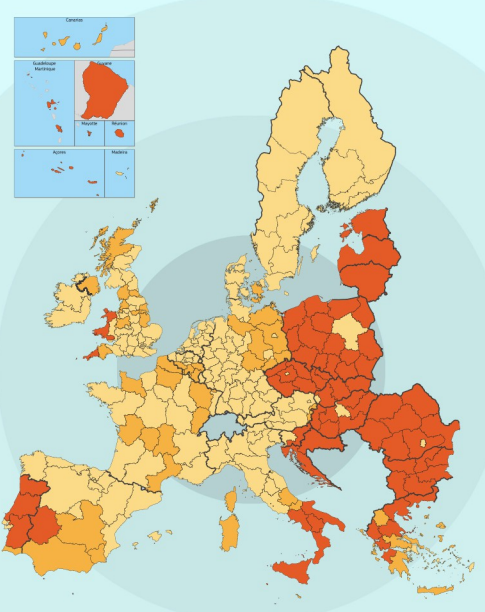 Canarias
Guadeloupe
Martinique
Guyane
Mayotte
Réunion
Açores
Madeira